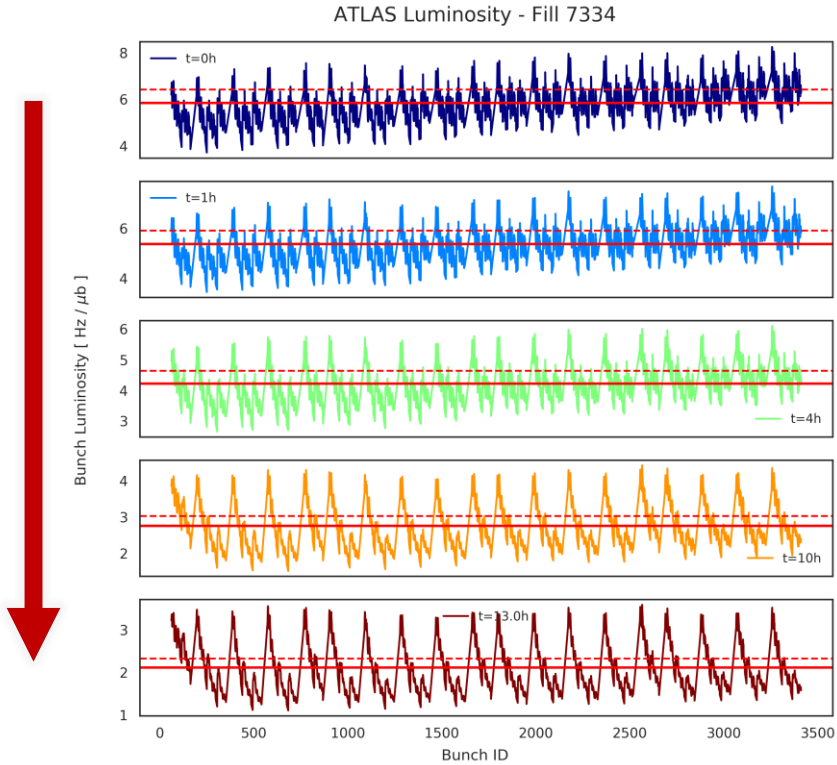 ATLAS Luminosity - Fill 7334
Bunch Luminosity [ Hz / μb ]
8
6
4
t=0h
6
4
t=1h
6
5
4
3
t=4h
4
3
2
t=10h
3
2
1
t=13.0h
0 500 1000 1500 2000 2500 3000 3500
Bunch ID